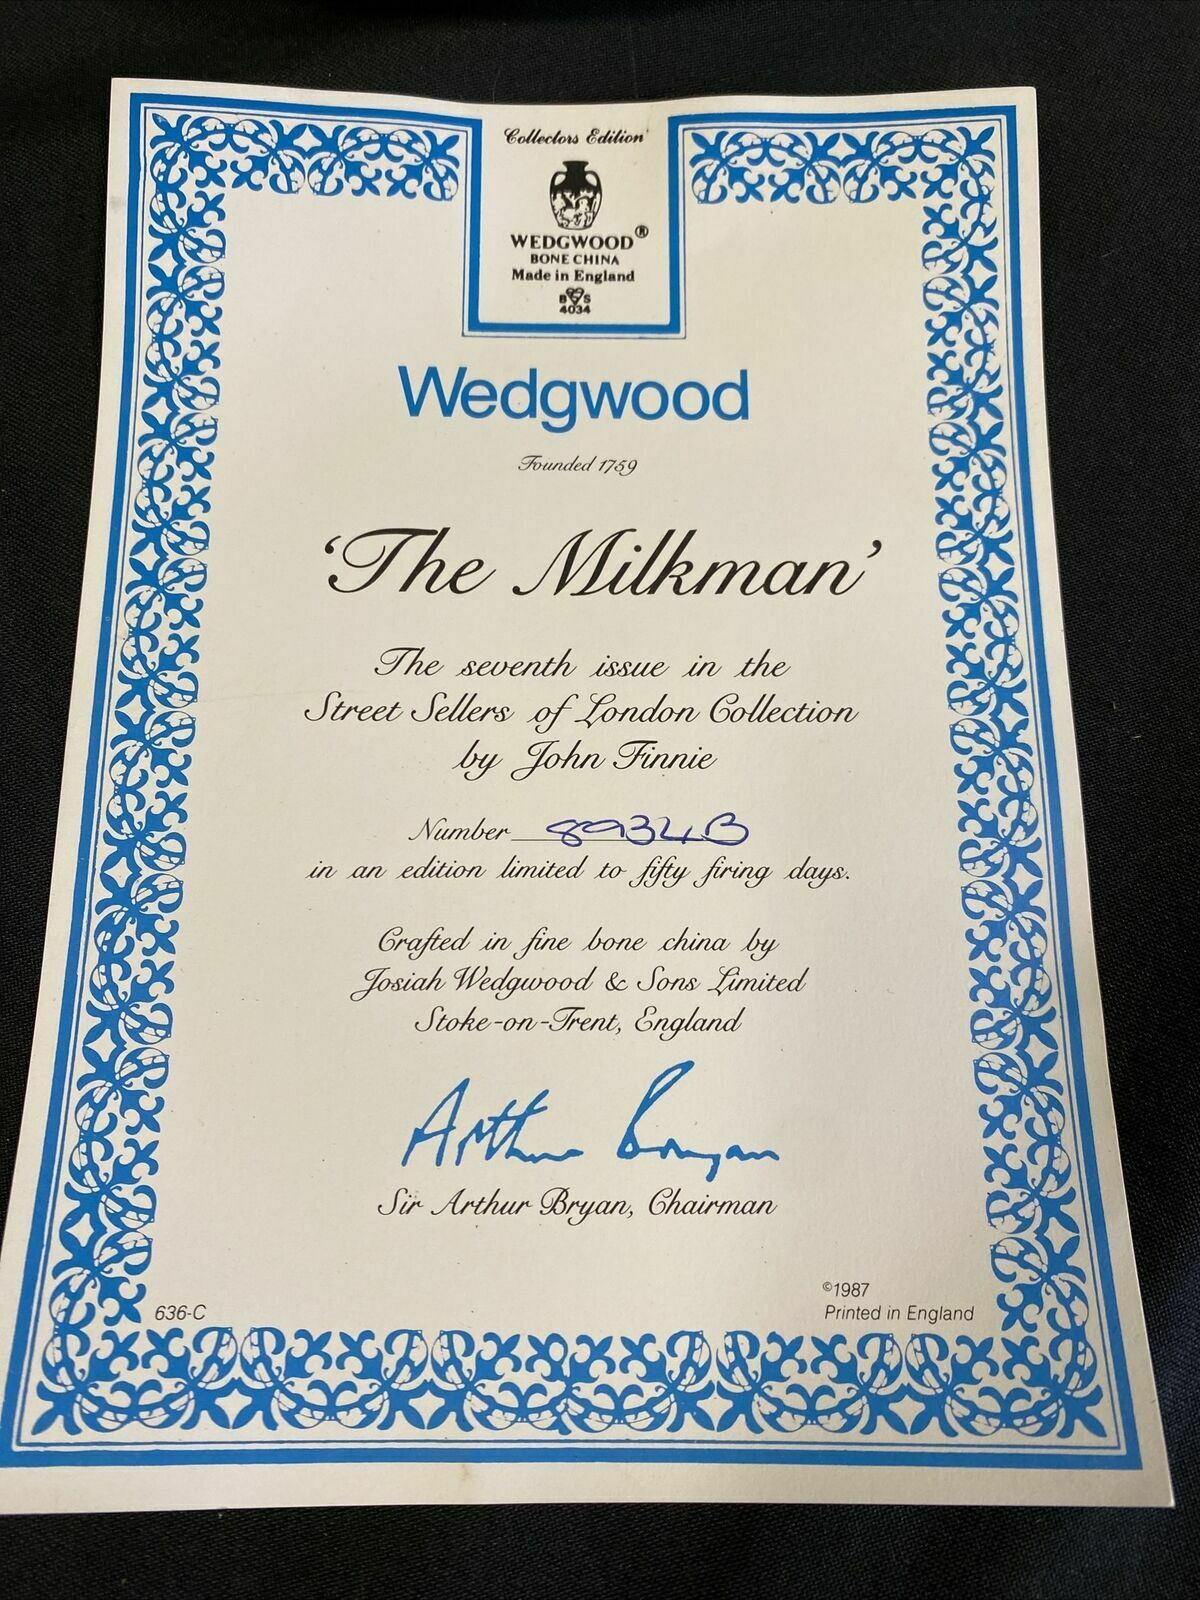 Collectors Edition
WEDGWOOD®
BONE CHINA
Made in England
B S
4034
Wedgwood
Founded 1759
‘The Milkman’
The seventh issue in the
Street Sellers of London Collection
by John Finnie
Number 8934B
in an edition limited to fifty firing days.
Crafted in fine bone china by
Josiah Wedgwood & Sons Limited
Stoke-on-Trent, England
Arthur Bryan
Sir Arthur Bryan, Chairman
©1987
636-C Printed in England